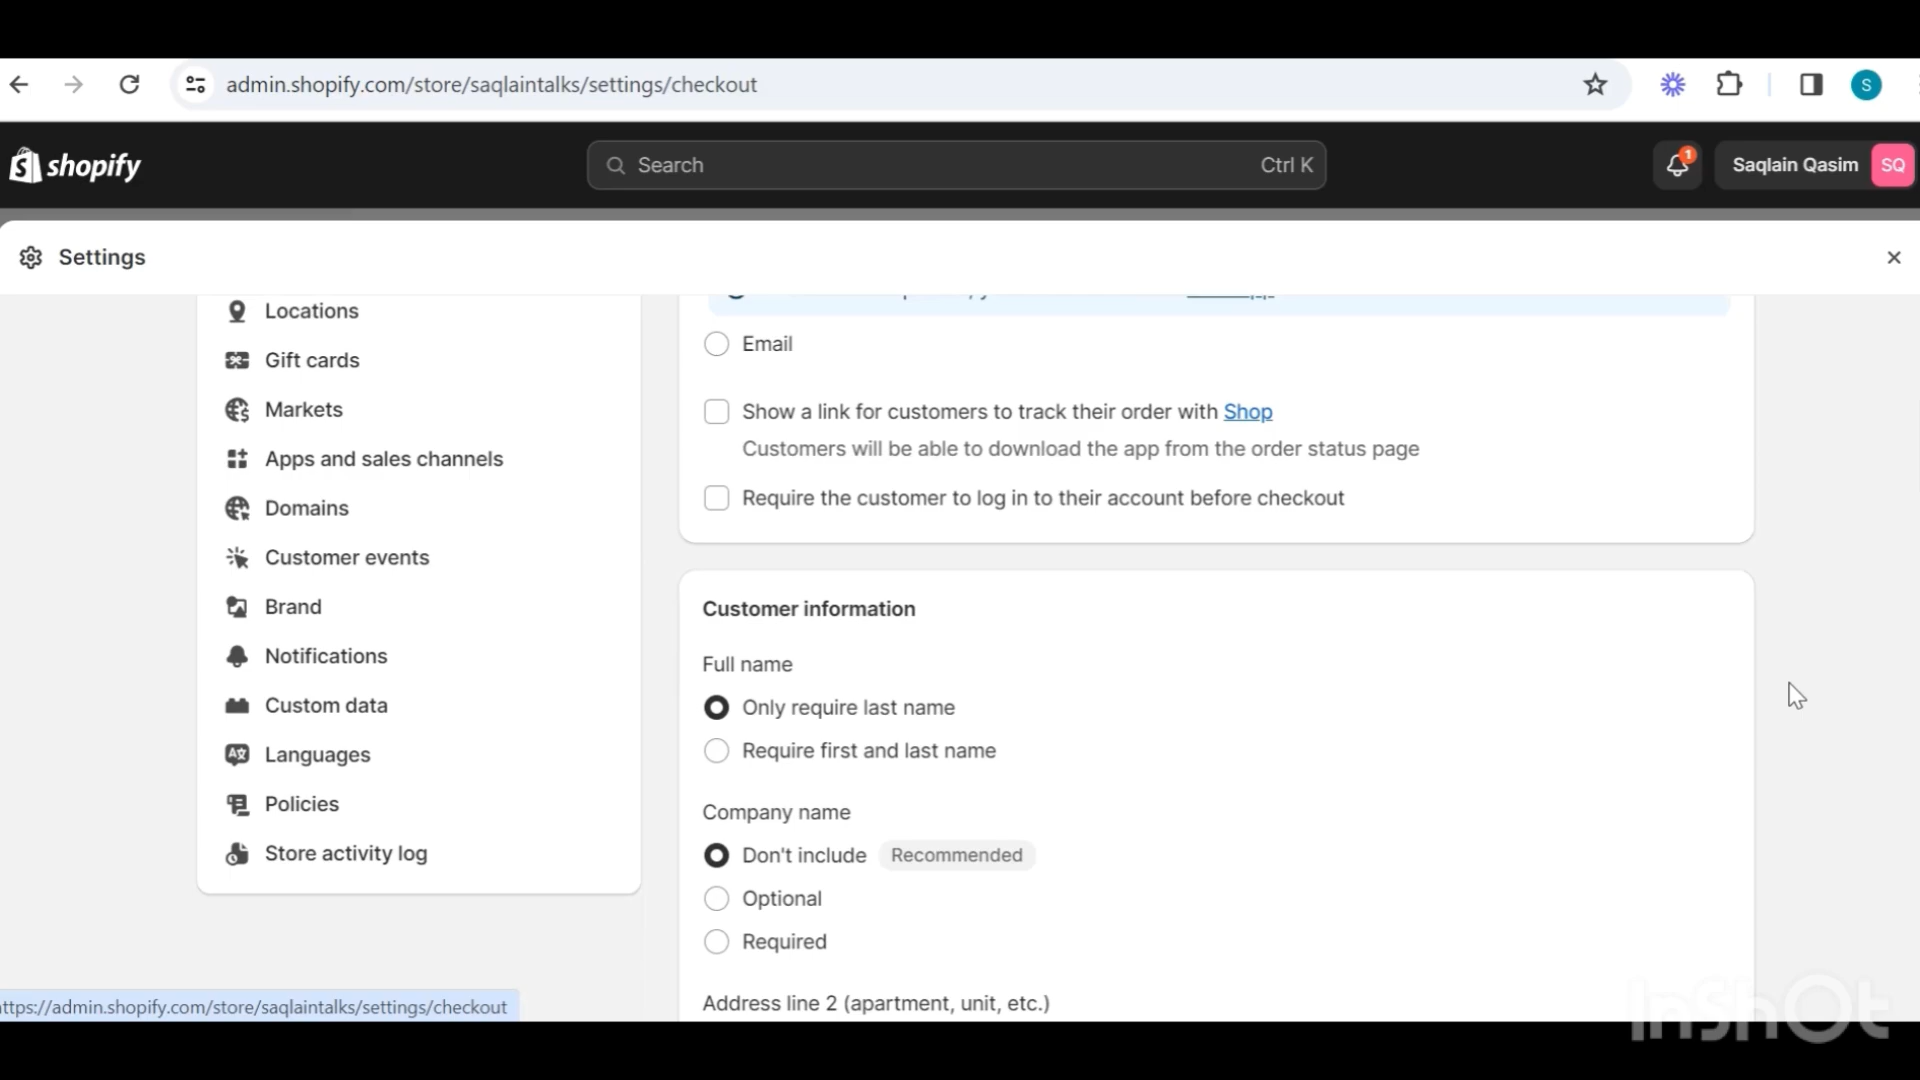 admin.shopify.com/store/saqlaintalks/settings/checkout
S
shopify
Search
Ctrl K
1
Saqlain Qasim
SQ
Settings
Locations
Gift cards
Markets
Apps and sales channels
Domains
Customer events
Brand
Notifications
Custom data
Languages
Policies
Store activity log
Email
Show a link for customers to track their order with Shop
Customers will be able to download the app from the order status page
Require the customer to log in to their account before checkout
Customer information
Full name
Only require last name
Require first and last name
Company name
Don't include Recommended
Optional
Required
Address line 2 (apartment, unit, etc.)
ttps://admin.shopify.com/store/saqlaintalks/settings/checkout
InShOt